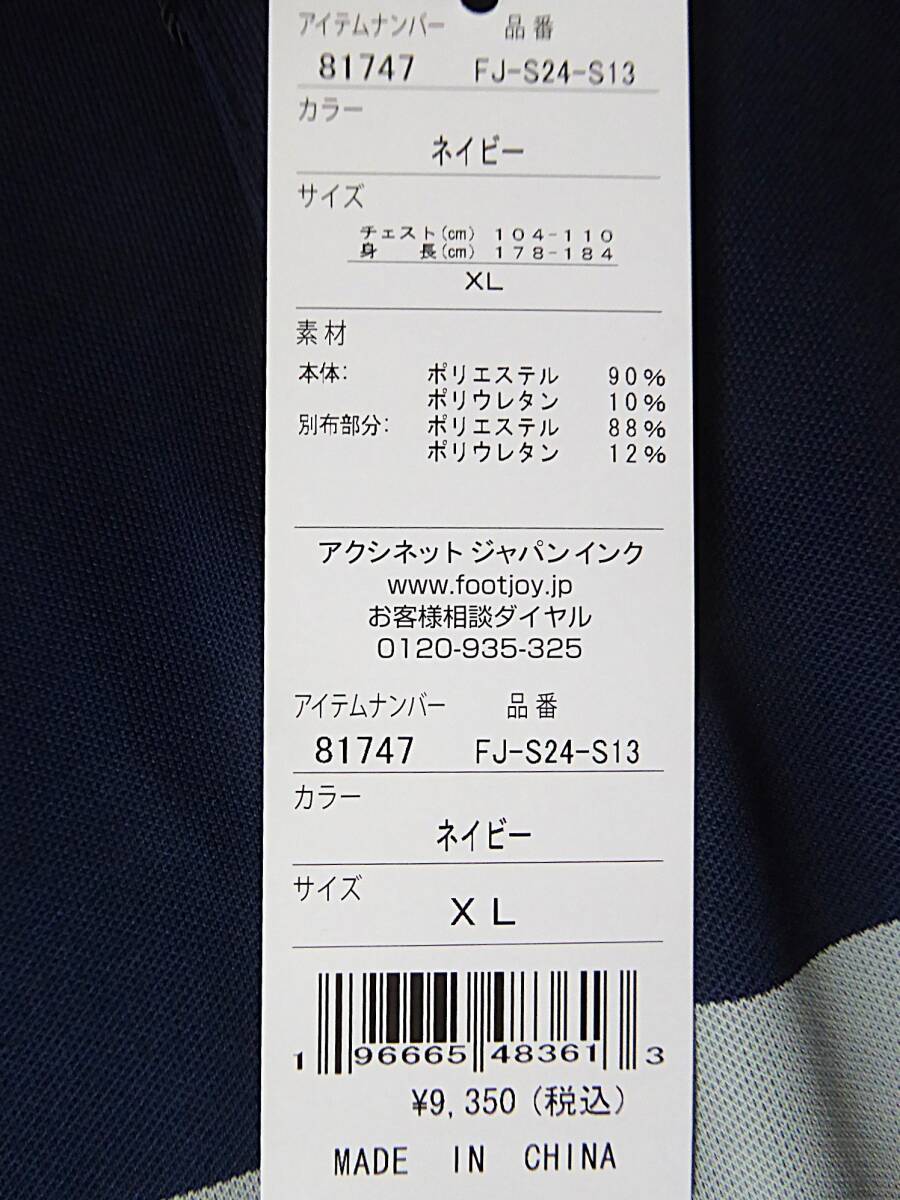 アイテムナンバー 品番
81747 FJ-S24-S13
カラー
ネイビー
サイズ
チェスト(cm) 104-110
身長(cm) 178-184
XL
素材
本体: ポリエステル 90%
ポリウレタン 10%
別布部分: ポリエステル 88%
ポリウレタン 12%
アクシネット ジャパン インク
www.footjoy.jp
お客様相談ダイヤル
0120-935-325
アイテムナンバー 品番
81747 FJ-S24-S13
カラー
ネイビー
サイズ
XL
1 96665 48361 3
¥9,350(税込)
MADE IN CHINA